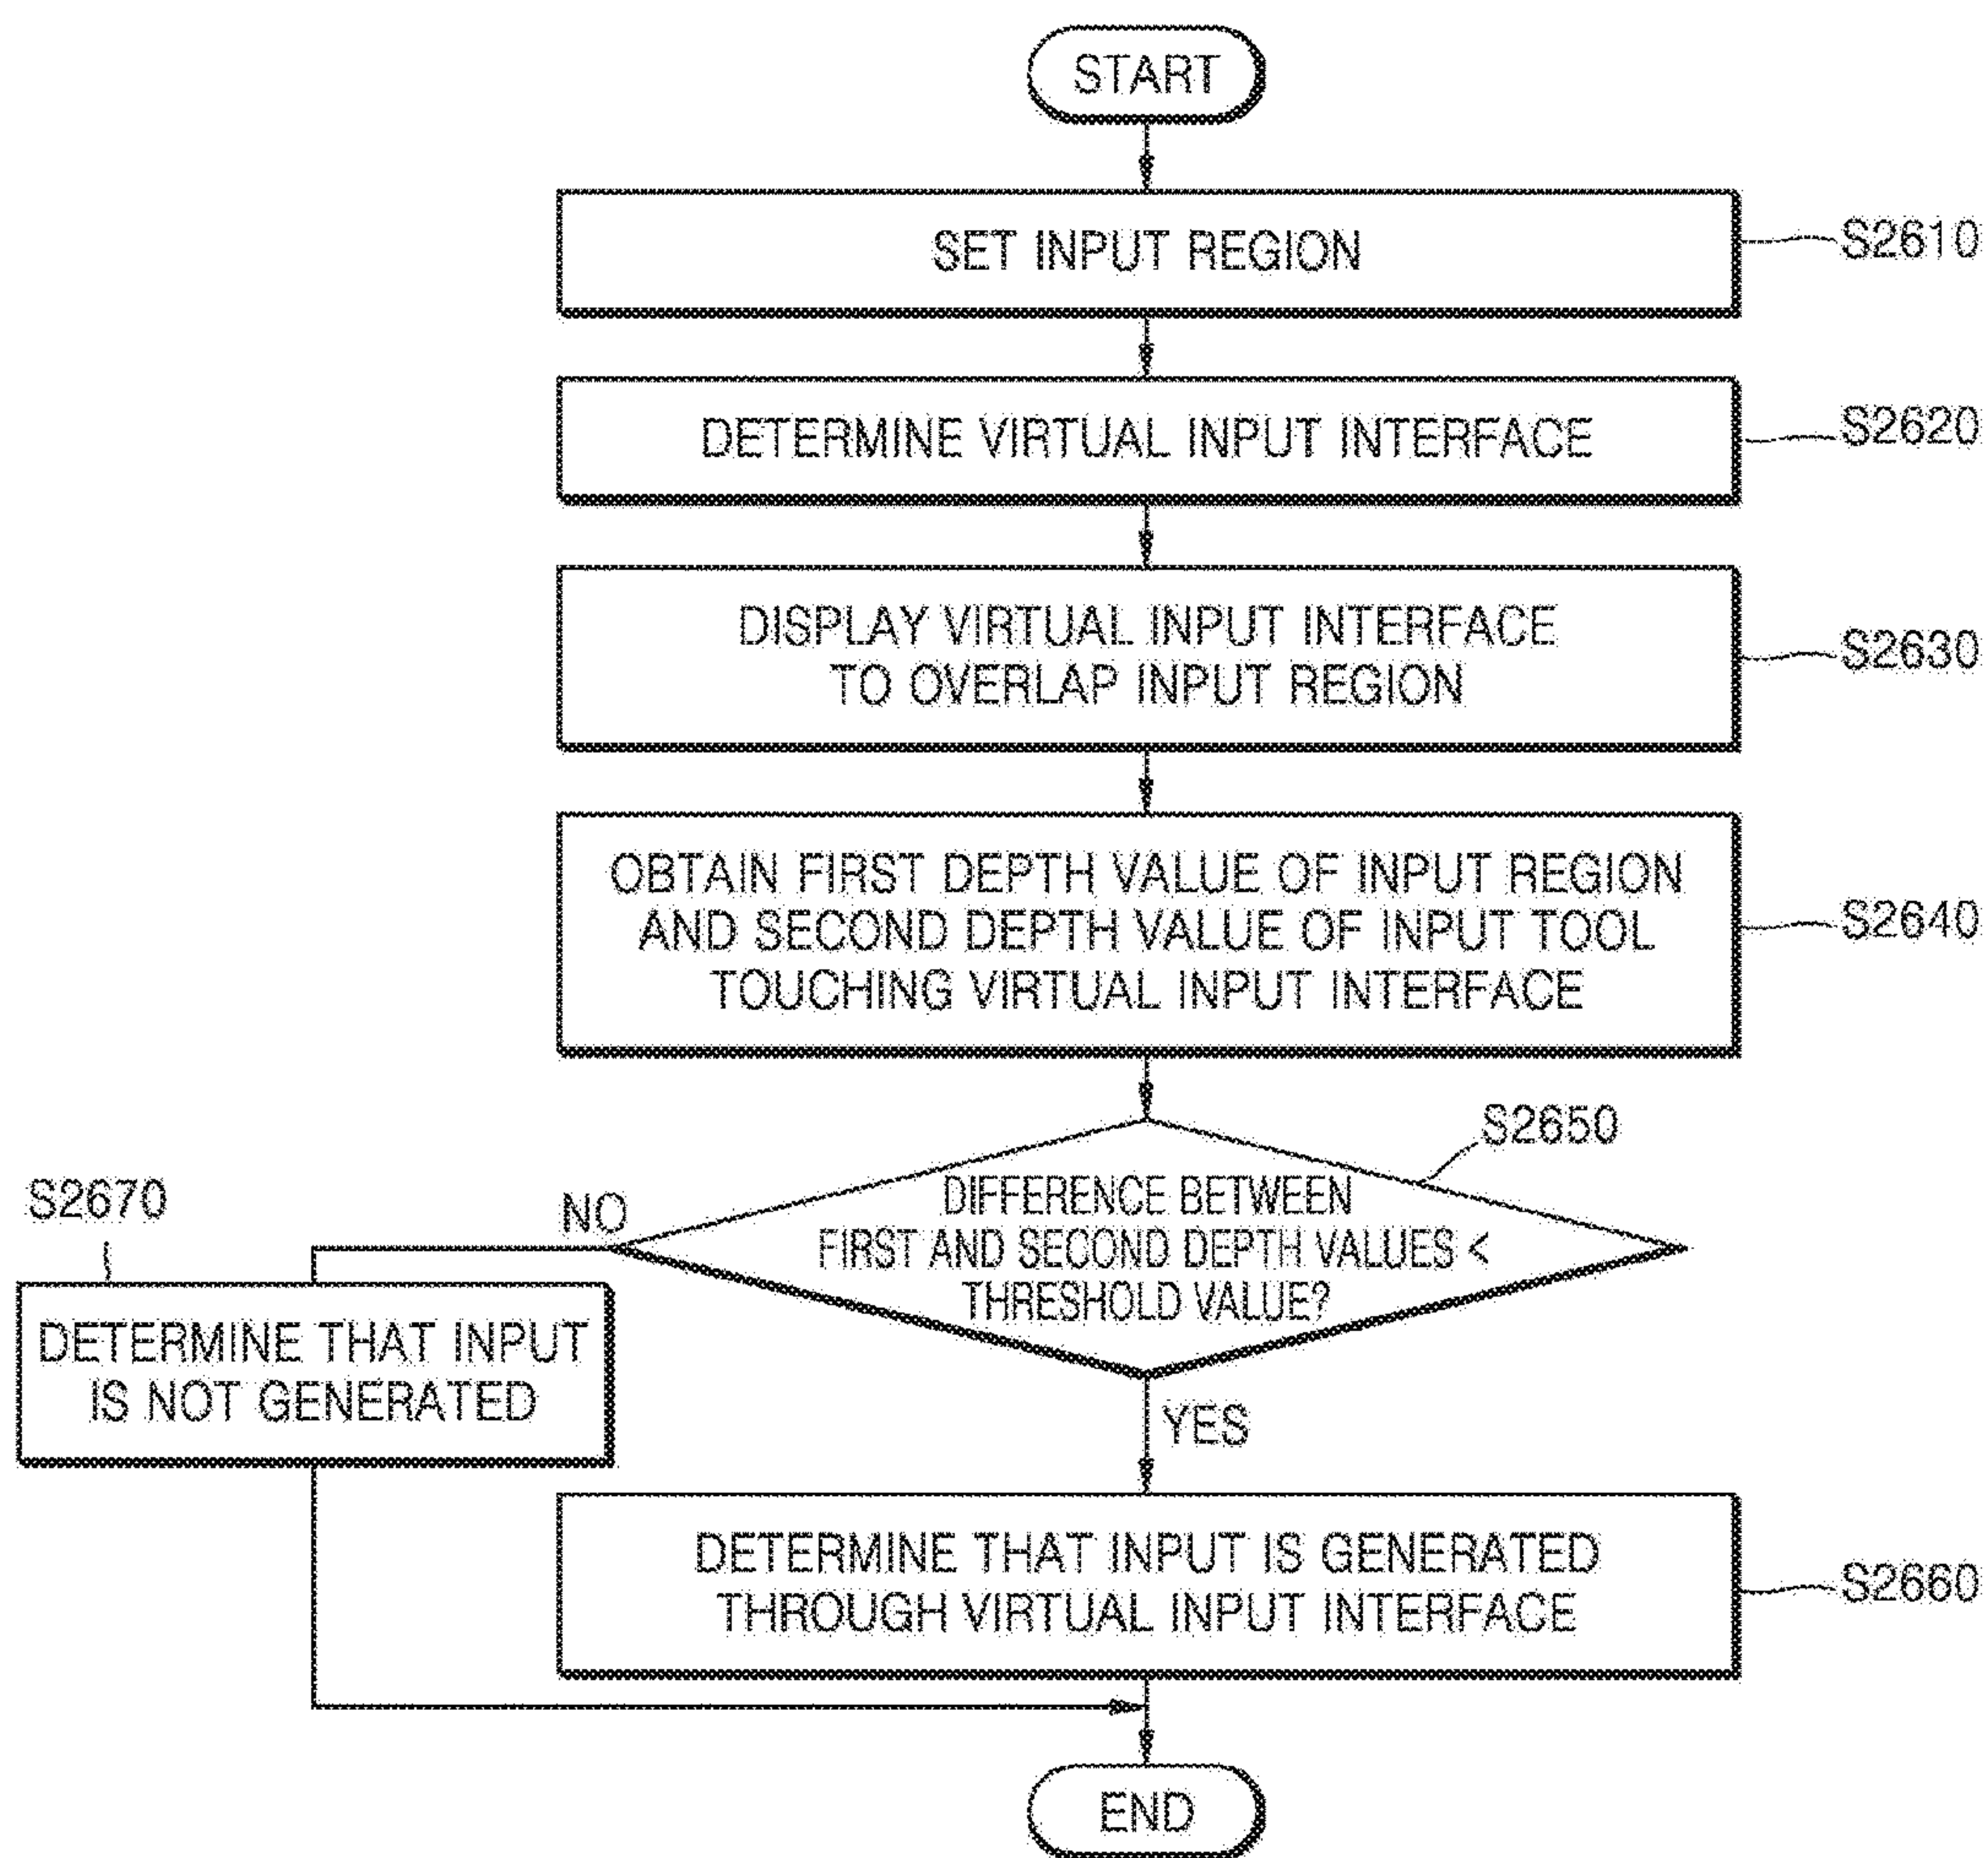 START
SET INPUT REGION
S2610
DETERMINE VIRTUAL INPUT INTERFACE
S2620
DISPLAY VIRTUAL INPUT INTERFACE
TO OVERLAP INPUT REGION
S2630
OBTAIN FIRST DEPTH VALUE OF INPUT REGION
AND SECOND DEPTH VALUE OF INPUT TOOL
TOUCHING VIRTUAL INPUT INTERFACE
S2640
S2650
DIFFERENCE BETWEEN
FIRST AND SECOND DEPTH VALUES <
THRESHOLD VALUE?
NO
S2670
DETERMINE THAT INPUT
IS NOT GENERATED
YES
DETERMINE THAT INPUT IS GENERATED
THROUGH VIRTUAL INPUT INTERFACE
S2660
END